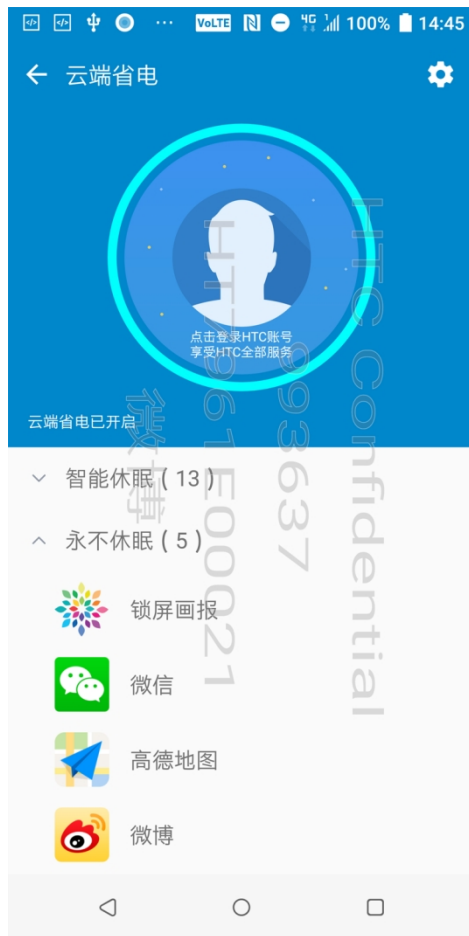 VoLTE N 4G 100% 14:45
云端省电
点击登录HTC账号
享受HTC全部服务
云端省电已开启
智能休眠 ( 13 )
永不休眠 ( 5 )
锁屏画报
微信
高德地图
微博
HTC Confidential
993637
HT7961E00021
微博